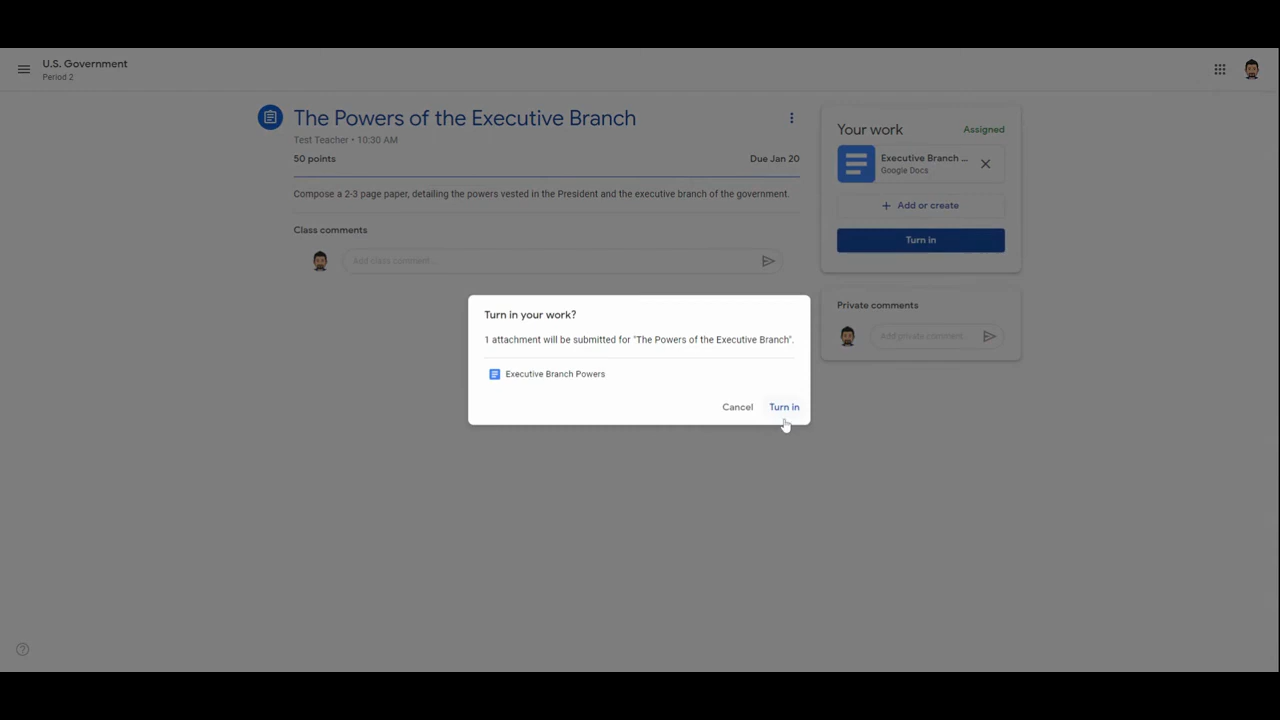 U.S. Government
Period 2
The Powers of the Executive Branch
Test Teacher • 10:30 AM
50 points
Due Jan 20
Compose a 2-3 page paper, detailing the powers vested in the President and the executive branch of the government.
Class comments
Add class comment...
Your work
Assigned
Executive Branch ...
Google Docs
+ Add or create
Turn in
Private comments
Add private comment...
Turn in your work?
1 attachment will be submitted for "The Powers of the Executive Branch".
Executive Branch Powers
Cancel
Turn in